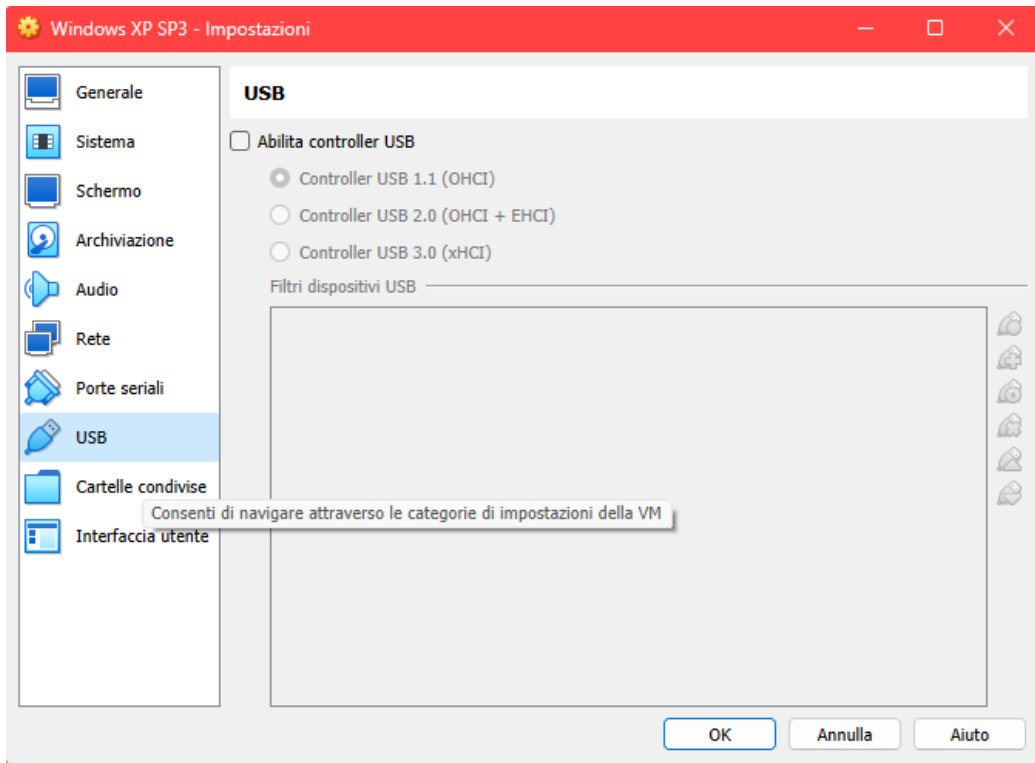 Windows XP SP3 - Impostazioni
Generale
Sistema
Schermo
Archiviazione
Audio
Rete
Porte seriali
USB
Cartelle condivise
Interfaccia utente
USB
Abilita controller USB
Controller USB 1.1 (OHCI)
Controller USB 2.0 (OHCI + EHCI)
Controller USB 3.0 (xHCI)
Filtri dispositivi USB
Consenti di navigare attraverso le categorie di impostazioni della VM
OK
Annulla
Aiuto